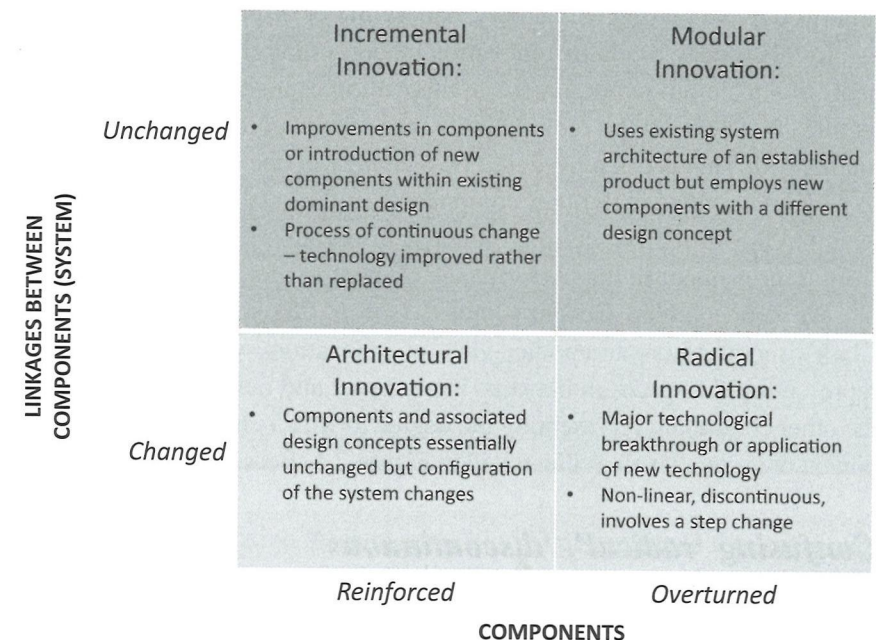 Incremental
Innovation:
• Improvements in components
or introduction of new
components within existing
dominant design
• Process of continuous change
– technology improved rather
than replaced
Modular
Innovation:
• Uses existing system
architecture of an established
product but employs new
components with a different
design concept
Unchanged
LINKAGES BETWEEN
COMPONENTS (SYSTEM)
Architectural
Innovation:
• Components and associated
design concepts essentially
unchanged but configuration
of the system changes
Radical
Innovation:
• Major technological
breakthrough or application
of new technology
• Non-linear, discontinuous,
involves a step change
Changed
Reinforced
Overturned
COMPONENTS